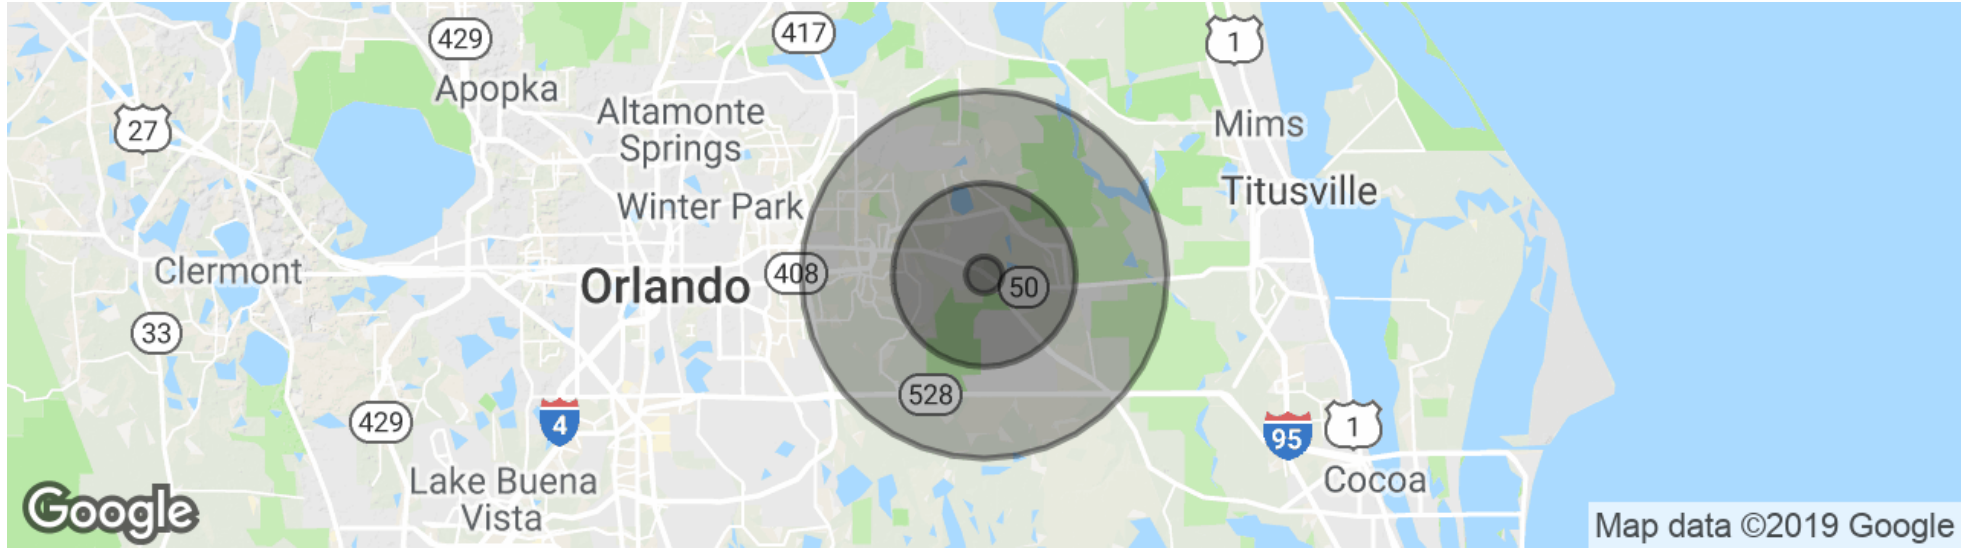 429
417
1
Apopka
27
Altamonte
Springs
Mims
Titusville
Winter Park
Clermont
Orlando
408
50
33
528
429
4
95
1
Lake Buena
Vista
Cocoa
Google
Map data ©2019 Google